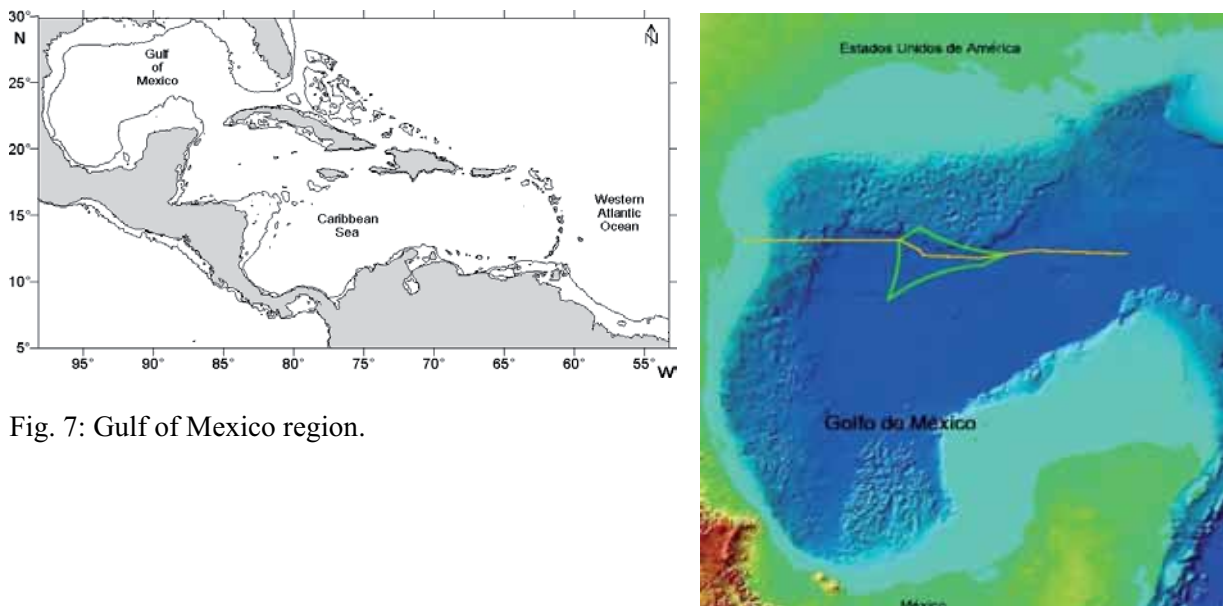 30°
N
25°
20°
15°
10°
5°
Gulf
of
Mexico
Caribbean
Sea
Western
Atlantic
Ocean
N
95°
90°
85°
80°
75°
70°
65°
60°
55°
W'
Fig. 7: Gulf of Mexico region.
Estados Unidos de América
Golfo de México
México